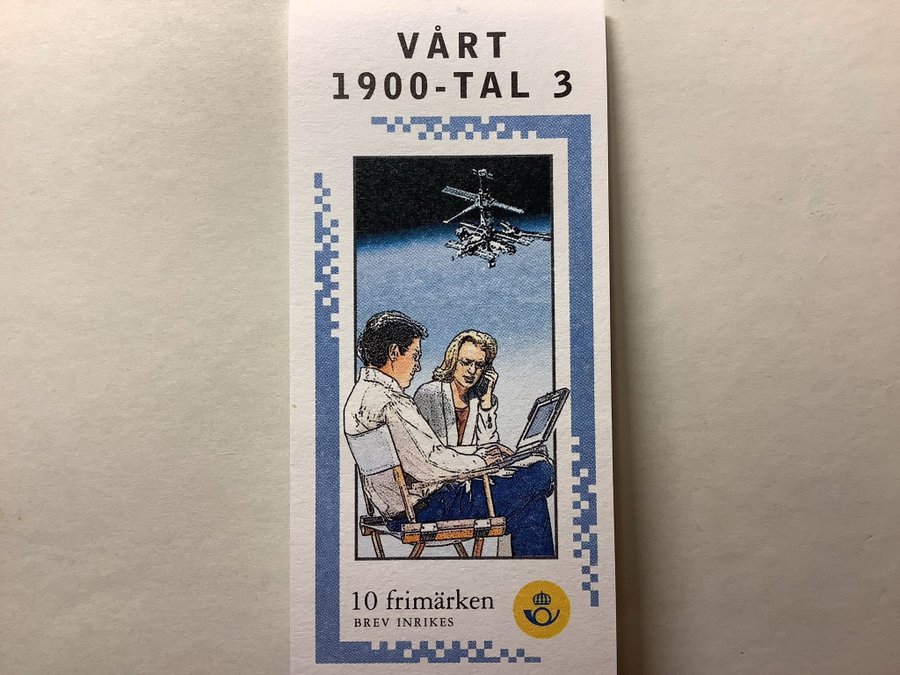 VÅRT
1900-TAL 3
10 frimärken
BREV INRIKES